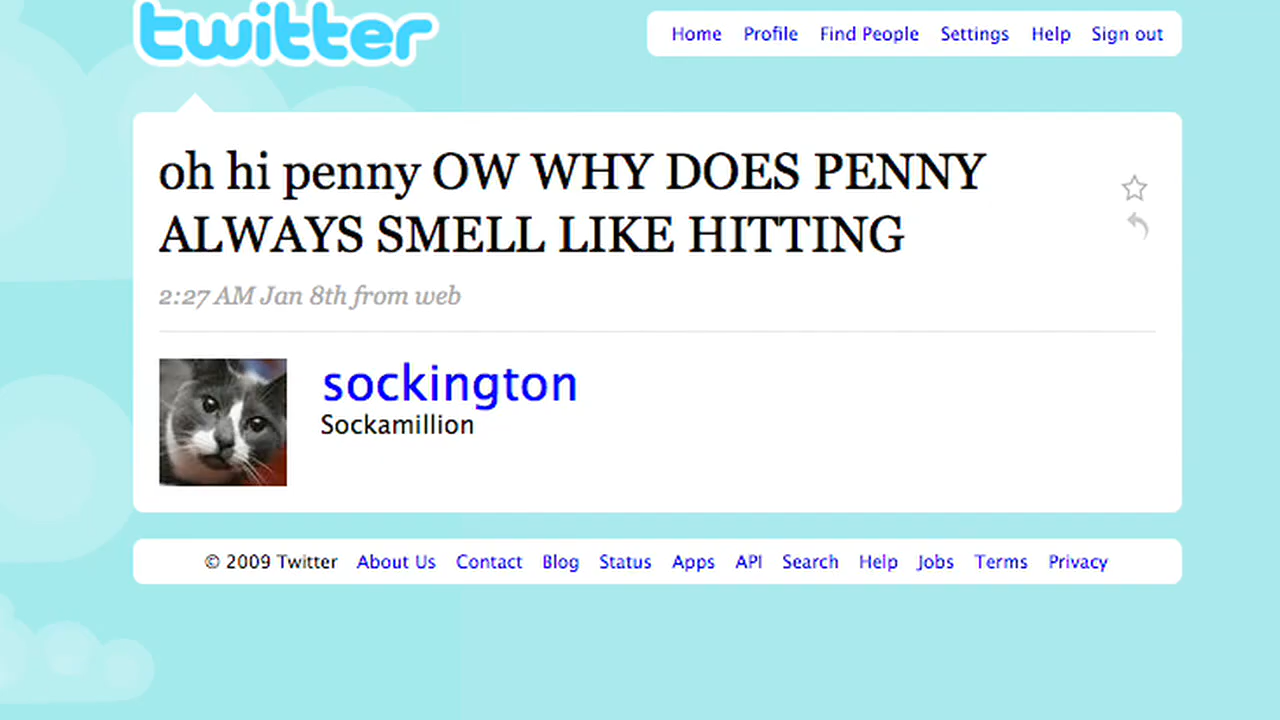 twitter
Home Profile Find People Settings Help Sign out
oh hi penny OW WHY DOES PENNY
ALWAYS SMELL LIKE HITTING
2:27 AM Jan 8th from web
sockington
Sockamillion
© 2009 Twitter About Us Contact Blog Status Apps API Search Help Jobs Terms Privacy